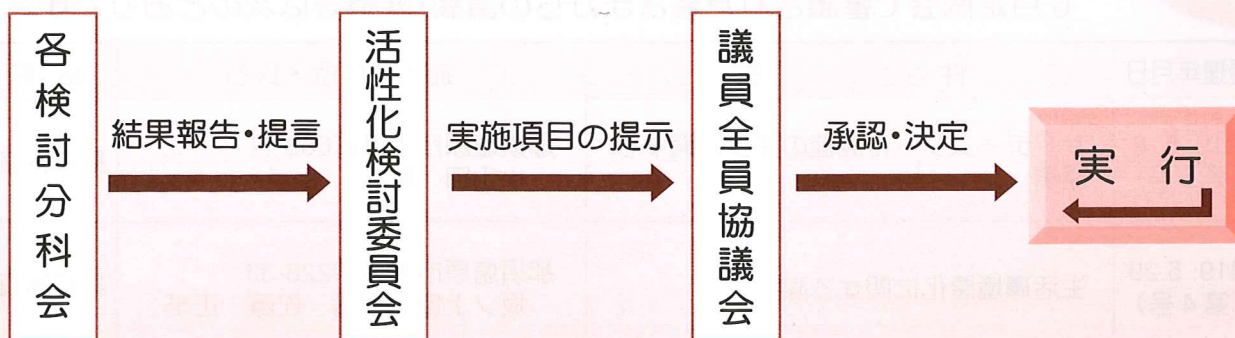 各検討分科会
結果報告・提言
活性化検討委員会
実施項目の提示
議員全員協議会
承認・決定
実 行